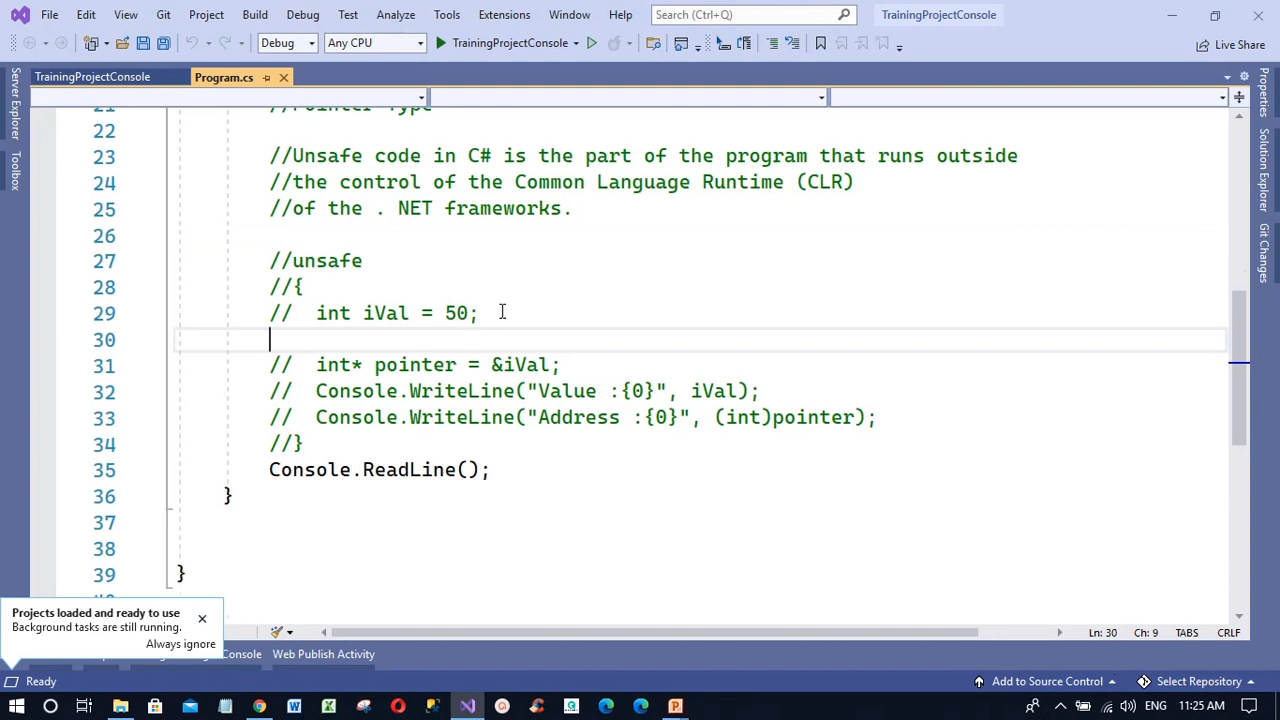 File Edit View Git Project Build Debug Test Analyze Tools Extensions Window Help Search (Ctrl+Q) TrainingProjectConsole
Debug Any CPU TrainingProjectConsole Live Share
TrainingProjectConsole Program.cs
Server Explorer
Toolbox
Properties
Solution Explorer
Git Changes
21 //Pointer Type
22
23 //Unsafe code in C# is the part of the program that runs outside
24 //the control of the Common Language Runtime (CLR)
25 //of the . NET frameworks.
26
27 //unsafe
28 //{
29 // int iVal = 50;
30
31 // int* pointer = &iVal;
32 // Console.WriteLine("Value :{0}", iVal);
33 // Console.WriteLine("Address :{0}", (int)pointer);
34 //}
35 Console.ReadLine();
36 }
37
38
39 }
Projects loaded and ready to use
Background tasks are still running.
Always ignore
Ln: 30 Ch: 9 TABS CRLF
Console Web Publish Activity
Ready Add to Source Control Select Repository
ENG 11:25 AM